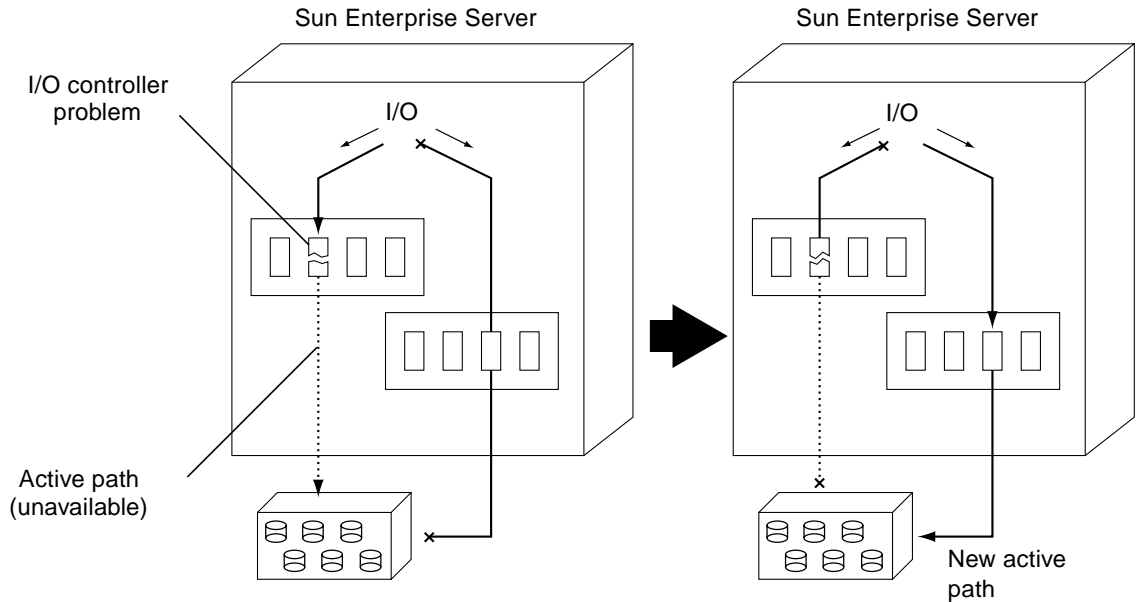 Sun Enterprise Server
Sun Enterprise Server
I/O controller
problem
I/O
I/O
Active path
(unavailable)
New active
path